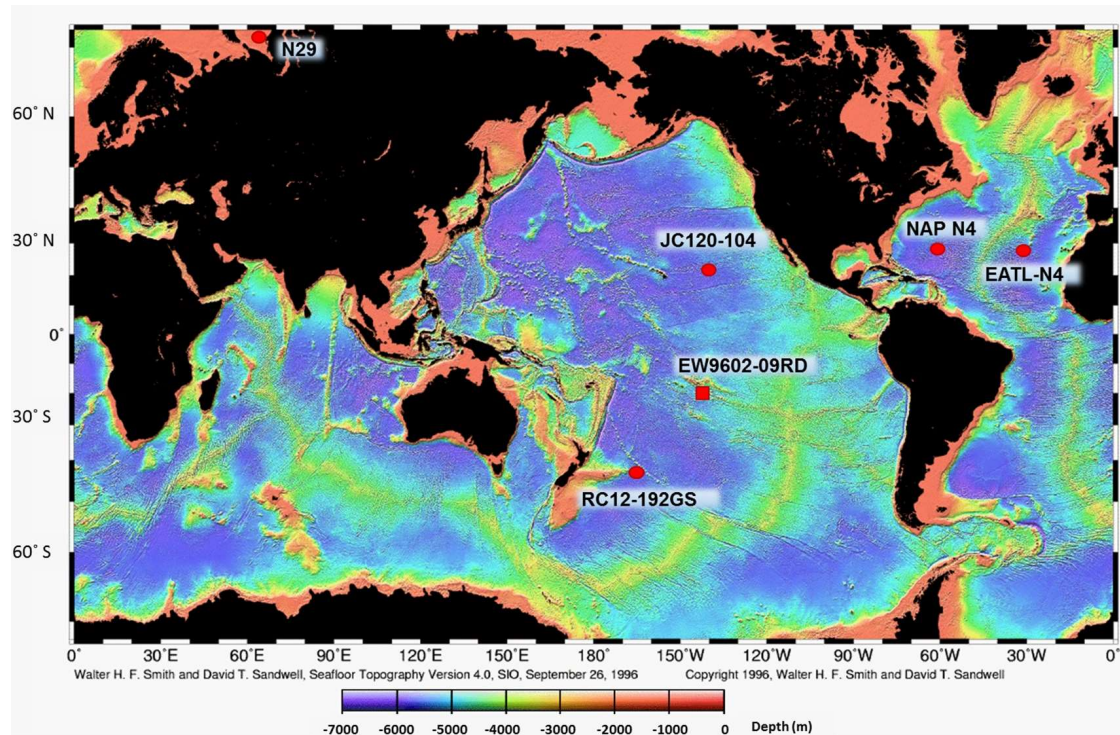 N29
60° N
NAP N4
JC120-104
30° N
EATL-N4
0°
EW9602-09RD
30° S
RC12-192GS
60° S
0° 30°E 60°E 90°E 120°E 150°E 180° 150°W 120°W 90°W 60°W 30°W 0°
Walter H. F. Smith and David T. Sandwell, Seafloor Topography Version 4.0, SIO, September 26, 1996 Copyright 1996, Walter H. F. Smith and David T. Sandwell
-7000 -6000 -5000 -4000 -3000 -2000 -1000 0 Depth (m)